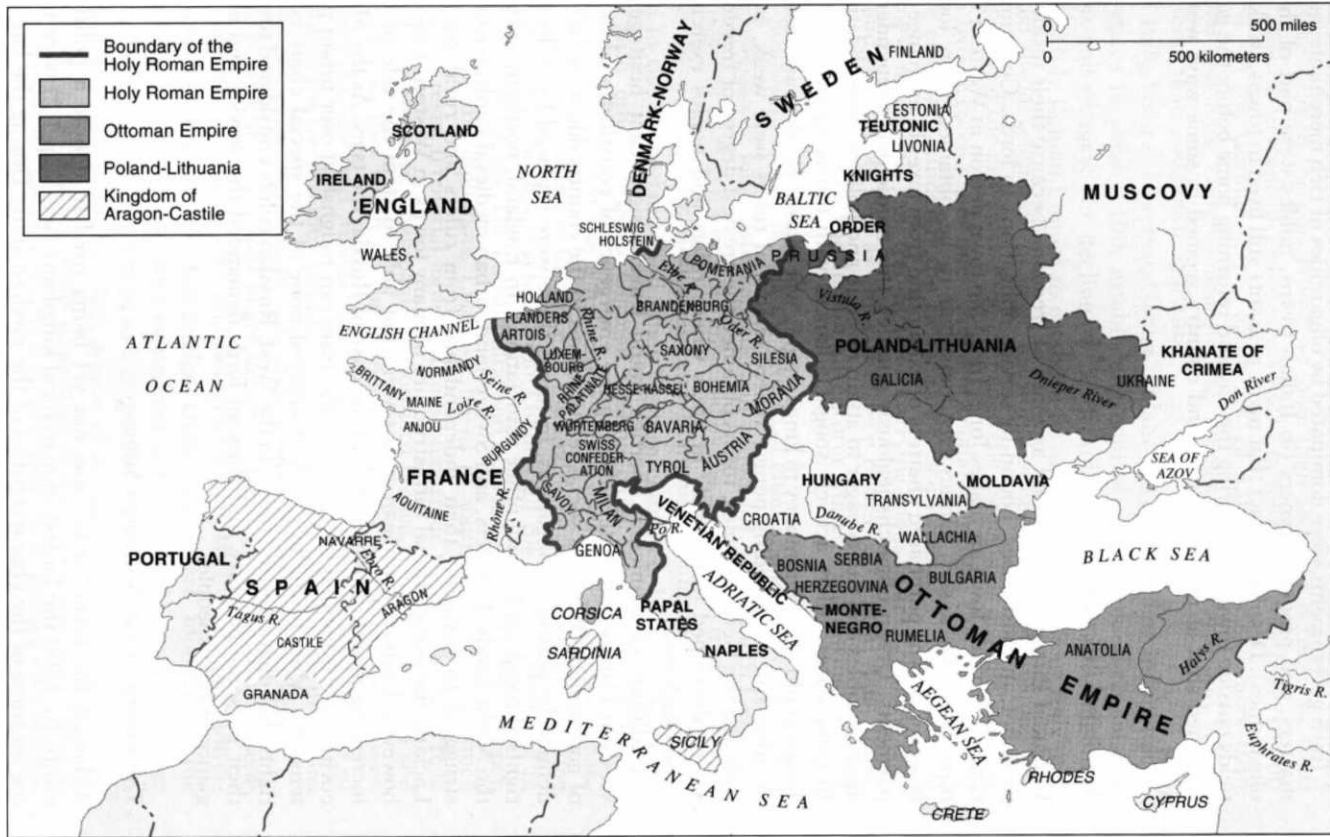 Boundary of the
Holy Roman Empire
Holy Roman Empire
Ottoman Empire
Poland-Lithuania
Kingdom of
Aragon-Castile
0 500 miles
0 500 kilometers
FINLAND
SWEDEN
DENMARK-NORWAY
ESTONIA
TEUTONIC
LIVONIA
KNIGHTS
ORDER
MUSCOVY
SCOTLAND
IRELAND
ENGLAND
WALES
NORTH
SEA
BALTIC
SEA
SCHLESWIG
HOLSTEIN
PRUSSIA
POMERANIA
Elbe R.
HOLLAND
BRANDENBURG
Vistula R.
FLANDERS
ARTOIS
Rhine R.
Oder R.
ENGLISH CHANNEL
ATLANTIC
OCEAN
SAXONY
SILESIA
POLAND-LITHUANIA
KHANATE OF
CRIMEA
LUXEM-
BOURG
NORMANDY
Seine R.
RHINE
PALATINATE
HESSE-KASSEL
BOHEMIA
MORAVIA
GALICIA
Dnieper River
UKRAINE
Don River
BRITTANY
MAINE
Loire R.
ANJOU
WÜRTEMBERG
BAVARIA
BURGUNDY
SWISS
CONFEDER-
ATION
TYROL
AUSTRIA
SEA OF
AZOV
FRANCE
HUNGARY
MOLDAVIA
TRANSYLVANIA
SAVOY
MILAN
AQUITAINE
Rhône R.
Po R.
VENETIAN REPUBLIC
CROATIA
Danube R.
WALLACHIA
GENOA
BLACK SEA
PORTUGAL
NAVARRE
SPAIN
Ebro R.
ARAGON
Tagus R.
CASTILE
GRANADA
BOSNIA
SERBIA
HERZEGOVINA
BULGARIA
ADRIATIC SEA
CORSICA
PAPAL
STATES
MONTE-
NEGRO
RUMELIA
OTTOMAN EMPIRE
SARDINIA
NAPLES
ANATOLIA
Halys R.
AEGEAN SEA
Tigris R.
Euphrates R.
MEDITERRANEAN SEA
SICILY
RHODES
CRETE
CYPRUS